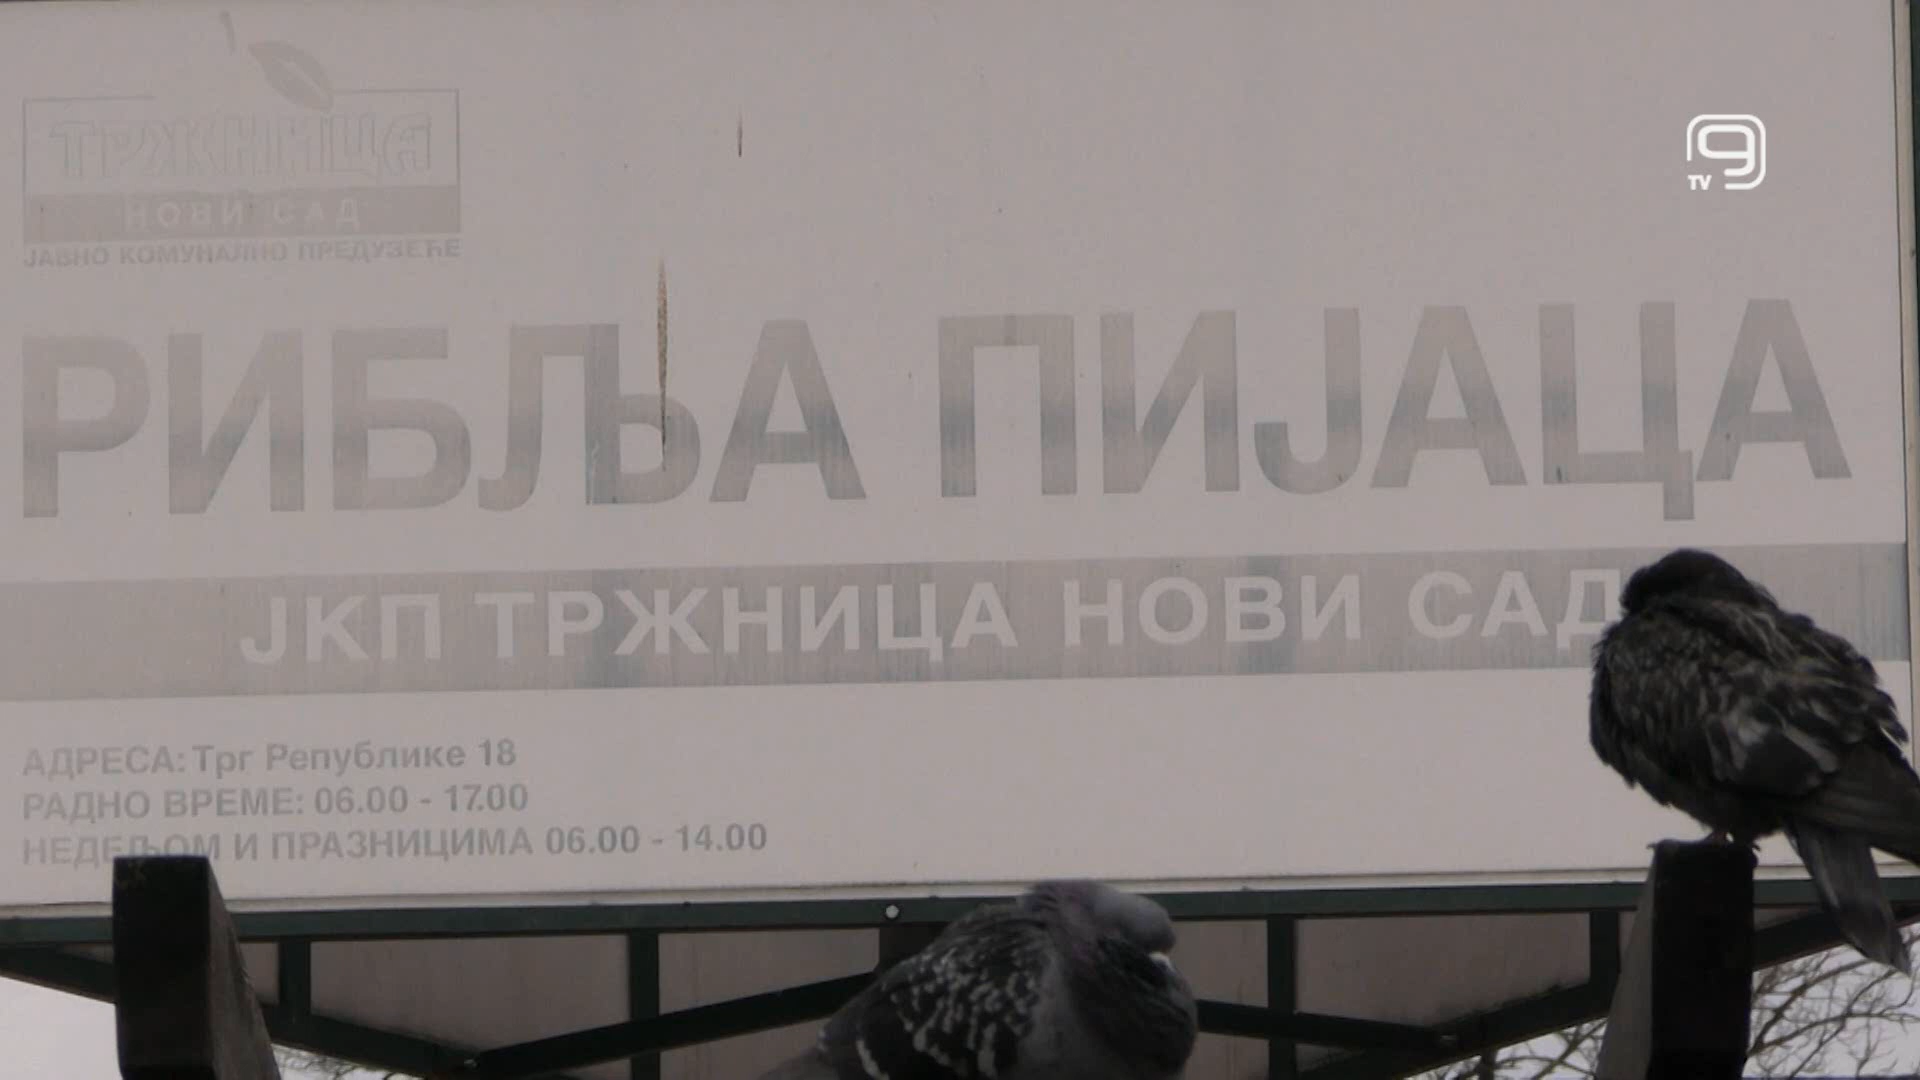 ТРЖНИЦА
НОВИ САД
ЈАВНО КОМУНАЛНО ПРЕДУЗЕЋЕ
9
TV
РИБЉА ПИЈАЦА
ЈКП ТРЖНИЦА НОВИ САД
АДРЕСА: Трг Републике 18
РАДНО ВРЕМЕ: 06.00 - 17.00
НЕДЕЉОМ И ПРАЗНИЦИМА 06.00 - 14.00